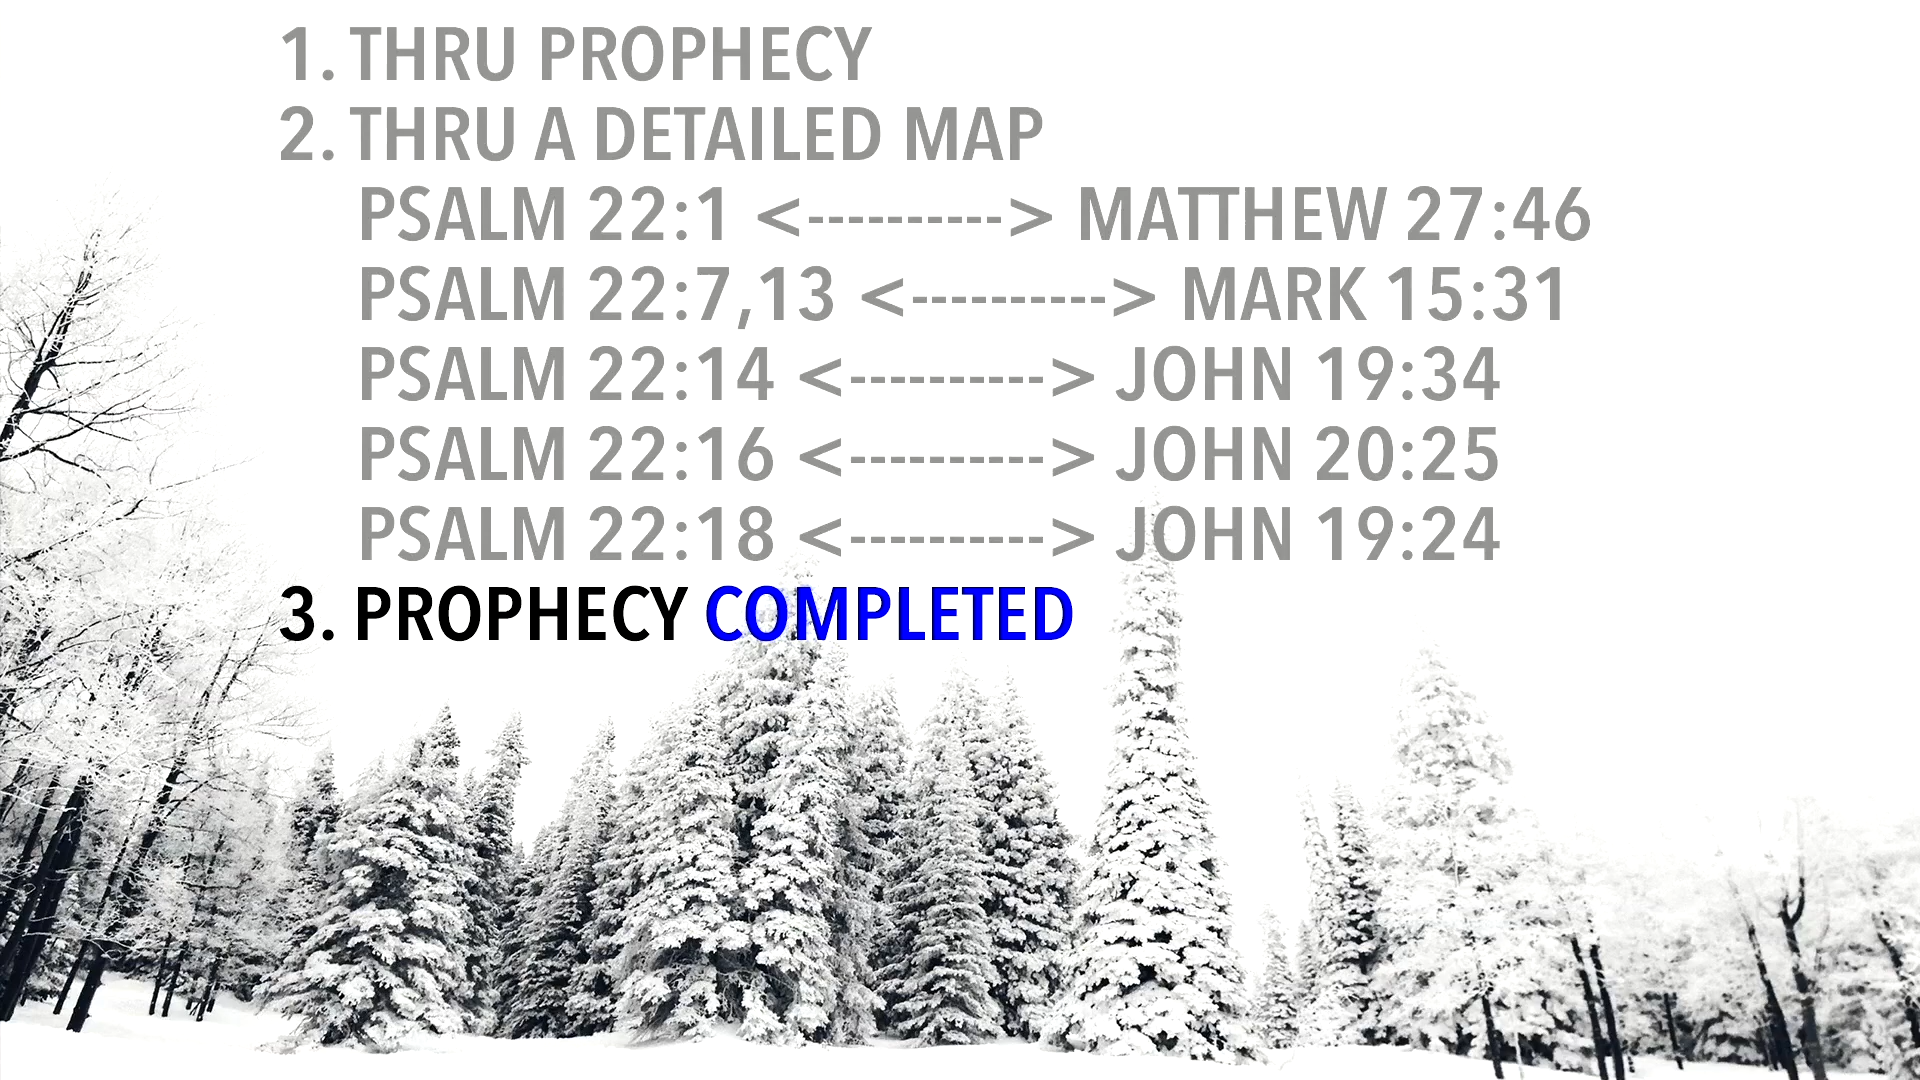 1. THRU PROPHECY
2. THRU A DETAILED MAP
PSALM 22:1 <----------> MATTHEW 27:46
PSALM 22:7,13 <----------> MARK 15:31
PSALM 22:14 <----------> JOHN 19:34
PSALM 22:16 <----------> JOHN 20:25
PSALM 22:18 <----------> JOHN 19:24
3. PROPHECY COMPLETED